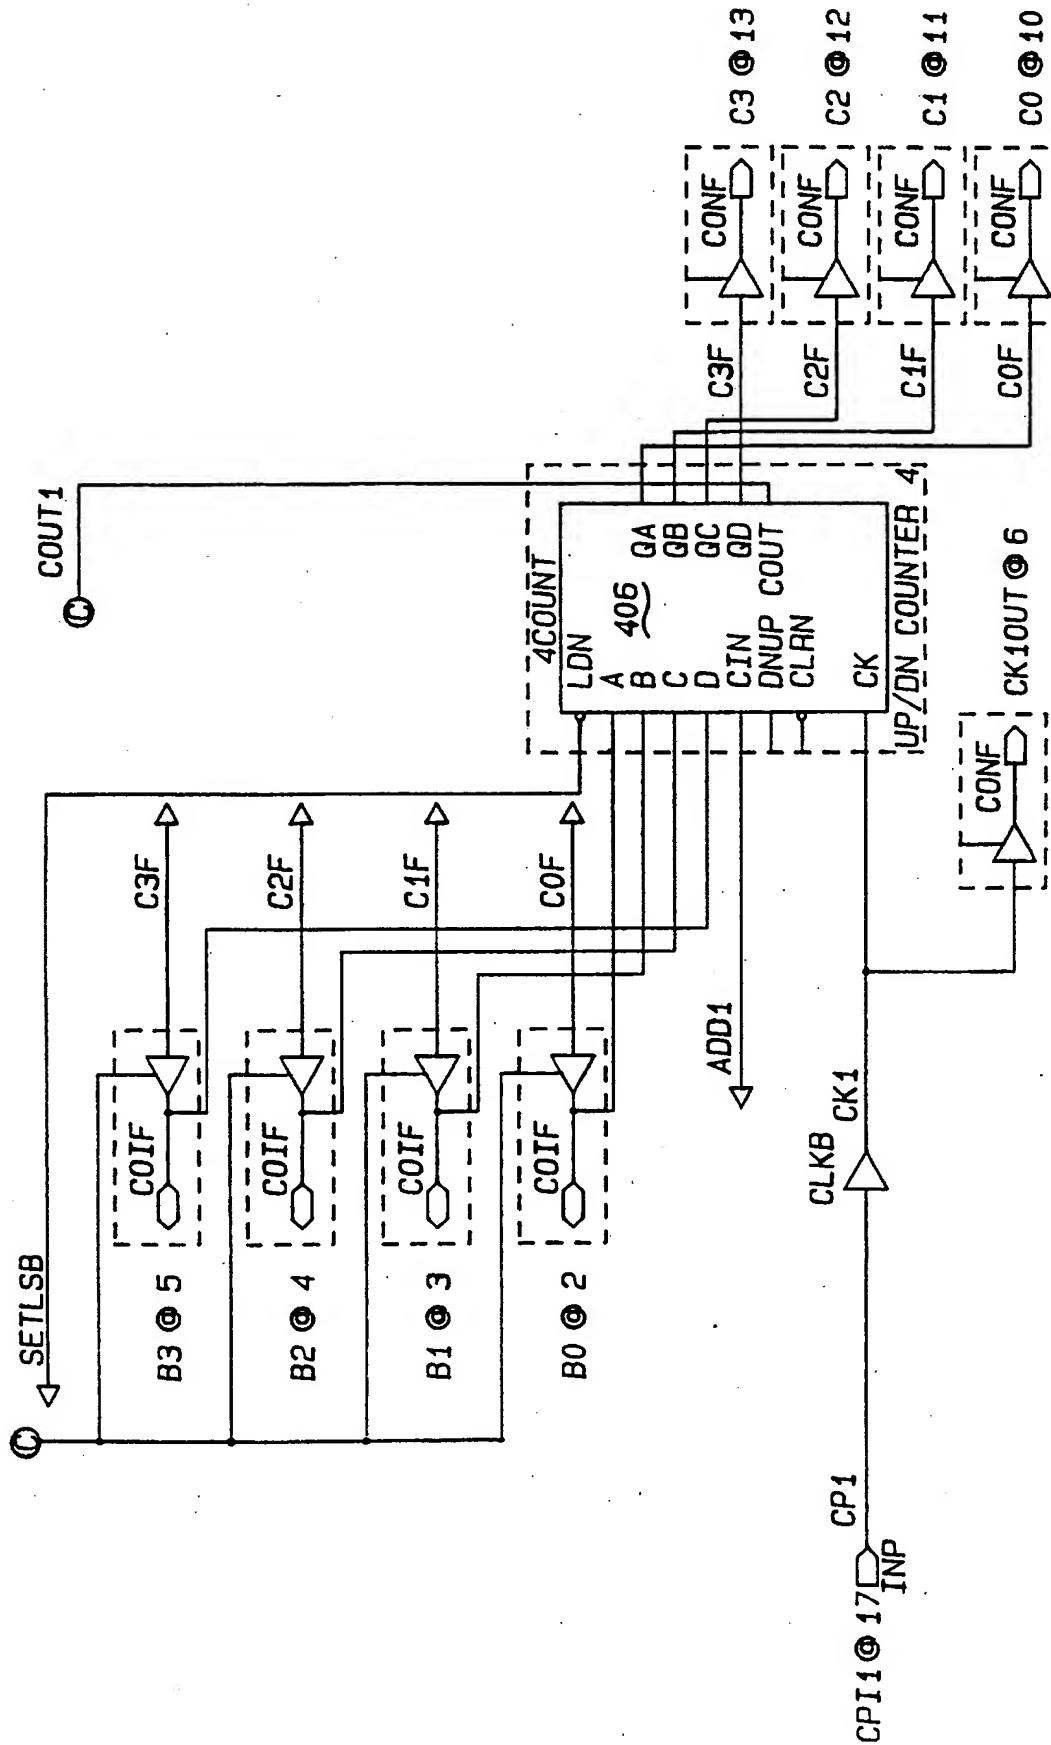 C
SETLSB
B3 @ 5
COIF
C3F
B2 @ 4
COIF
C2F
B1 @ 3
COIF
C1F
B0 @ 2
COIF
C0F
ADD1
CPI1 @ 17
INP
CP1
CLKB
CK1
C
COUT1
4COUNT
LDN
A
B
C
D
CIN
DNUP
CLRN
CK
406
QA
QB
QC
QD
COUT
UP/DN COUNTER 4
CONF
CK1OUT @ 6
C3F
CONF
C3 @ 13
C2F
CONF
C2 @ 12
C1F
CONF
C1 @ 11
C0F
CONF
C0 @ 10